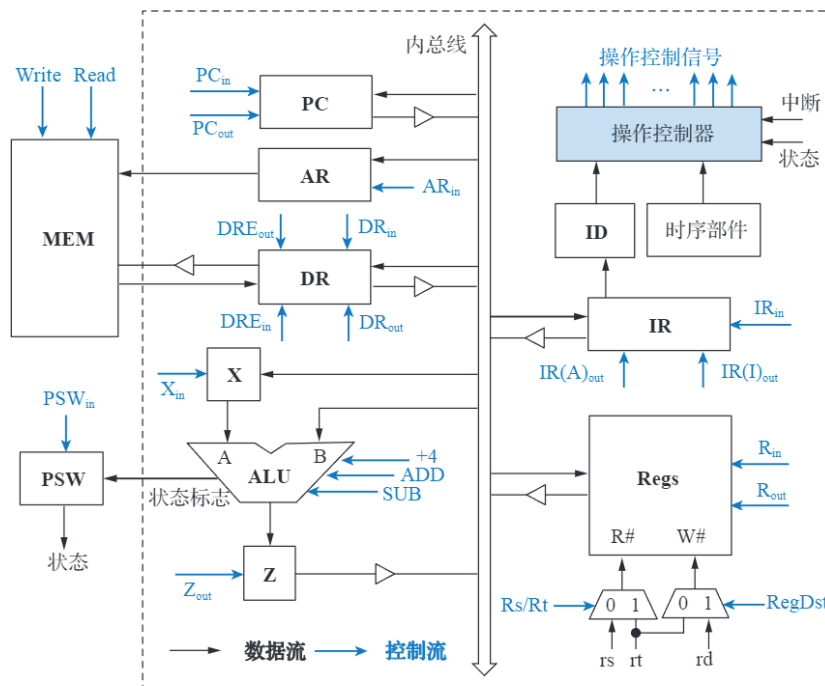 内总线
操作控制信号
Write Read
PCin
PC
PCout
…
操作控制器
中断
状态
AR
ARin
MEM
DREout
DRin
DR
DREin
DRout
ID
时序部件
IR
IRin
IR(A)out
IR(I)out
X
Xin
PSWin
PSW
状态标志
状态
A
B
ALU
+4
ADD
SUB
Z
Zout
Regs
Rin
Rout
R# W#
Rs/Rt
0 1
0 1
RegDst
rs rt rd
数据流
控制流